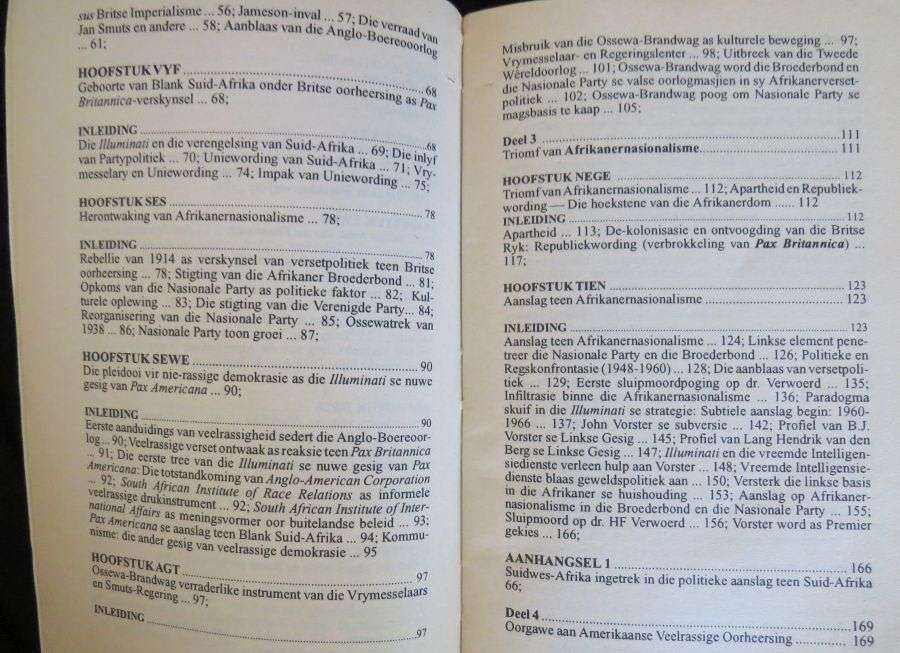 sus Britse Imperialisme ... 56; Jameson-inval ... 57; Die verraad van
Jan Smuts en andere ... 58; Aanblaas van die Anglo-Boereooorlog
... 61;
HOOFSTUK VYF ... 68
Geboorte van Blank Suid-Afrika onder Britse oorheersing as Pax
Britannica-verskynsel ... 68;
INLEIDING ... 68
Die Illuminati en die verengelsing van Suid-Afrika ... 69; Die inlyf
van Partypolitiek ... 70; Uniewording van Suid-Afrika ... 71; Vry-
messelary en Uniewording ... 74; Impak van Uniewording ... 75;
HOOFSTUK SES ... 78
Herontwaking van Afrikanernasionalisme ... 78;
INLEIDING ... 78
Rebellie van 1914 as verskynsel van versetpolitiek teen Britse
oorheersing ... 78; Stigting van die Afrikaner Broederbond ... 81;
Opkoms van die Nasionale Party as politieke faktor ... 82; Kul-
turele oplewing ... 83; Die stigting van die Verenigde Party... 84;
Reorganisering van die Nasionale Party ... 85; Ossewatrek van
1938 ... 86; Nasionale Party toon groei ... 87;
HOOFSTUK SEWE ... 90
Die pleidooi vir nie-rassige demokrasie as die Illuminati se nuwe
gesig van Pax Americana ... 90;
INLEIDING ... 90
Eerste aanduidings van veelrassigheid sedert die Anglo-Boereoor-
log ... 90; Veelrassige verset ontwaak as reaksie teen Pax Britannica
... 91; Die eerste tree van die Illuminati se nuwe gesig van Pax
Americana: Die totstandkoming van Anglo-American Corporation
... 92; South African Institute of Race Relations as informele
veelrassige drukinstrument ... 92; South African Institute of Inter-
national Affairs as meningsvormer oor buitelandse beleid ... 93;
Pax Americana se aanslag teen Blank Suid-Afrika ... 94; Kommu-
nisme: die ander gesig van veelrassige demokrasie ... 95
HOOFSTUK AGT ... 97
Ossewa-Brandwag verraderlike instrument van die Vrymesselaars
en Smuts-Regering ... 97;
INLEIDING ... 97
Misbruik van die Ossewa-Brandwag as kulturele beweging ... 97;
Vrymesselaar- en Regeringslenter ... 98; Uitbreek van die Tweede
Wêreldoorlog ... 101; Ossewa-Brandwag word die Broederbond en
die Nasionale Party se valse oorlogmasjien in sy Afrikanerverset-
politiek ... 102; Ossewa-Brandwag poog om Nasionale Party se
magsbasis te kaap ... 105;
Deel 3 ... 111
Triomf van Afrikanernasionalisme ... 111
HOOFSTUK NEGE ... 112
Triomf van Afrikanernasionalisme ... 112; Apartheid en Republiek-
wording — Die hoekstene van die Afrikanerdom ...... 112
INLEIDING ... 112
Apartheid ... 113; De-kolonisasie en ontvoogding van die Britse
Ryk: Republiekwording (verbrokkeling van Pax Britannica) ...
117;
HOOFSTUK TIEN ... 123
Aanslag teen Afrikanernasionalisme ... 123
INLEIDING ... 123
Aanslag teen Afrikanernasionalisme ... 124; Linkse element pene-
treer die Nasionale Party en die Broederbond ... 126; Politieke en
Regskonfrontasie (1948-1960) ... 128; Die aanblaas van versetpoli-
tiek ... 129; Eerste sluipmoordpoging op dr. Verwoerd ... 135;
Infiltrasie binne die Afrikanernasionalisme ... 136; Paradogma
skuif in die Illuminati se strategie: Subtiele aanslag begin: 1960-
1966 ... 137; John Vorster se subversie ... 142; Profiel van B.J.
Vorster se Linkse Gesig ... 145; Profiel van Lang Hendrik van den
Berg se Linkse Gesig ... 147; Illuminati en die vreemde Intelligen-
siedienste verleen hulp aan Vorster ... 148; Vreemde Intelligensie-
dienste blaas geweldspolitiek aan ... 150; Versterk die linkse basis
in die Afrikaner se huishouding ... 153; Aanslag op Afrikaner-
nasionalisme in die Broederbond en die Nasionale Party ... 155;
Sluipmoord op dr. HF Verwoerd ... 156; Vorster word as Premier
gekies ... 166;
AANHANGSEL 1 ... 166
Suidwes-Afrika ingetrek in die politieke aanslag teen Suid-Afrika
66;
Deel 4 ... 169
Oorgawe aan Amerikaanse Veelrassige Oorheersing ... 169